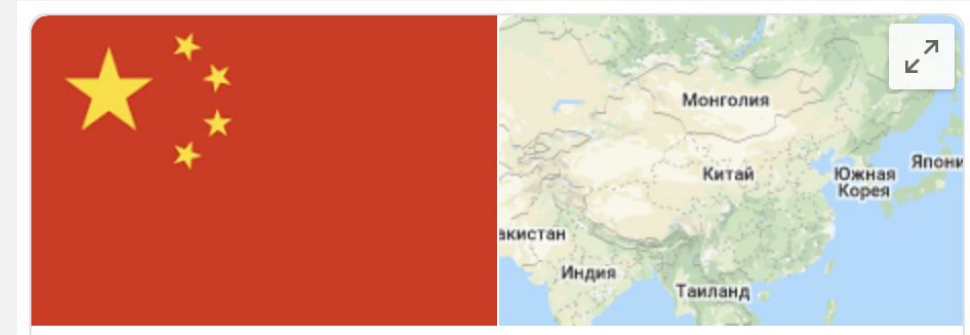 Монголия
Китай
Южная
Корея
Япони
акистан
Индия
Таиланд